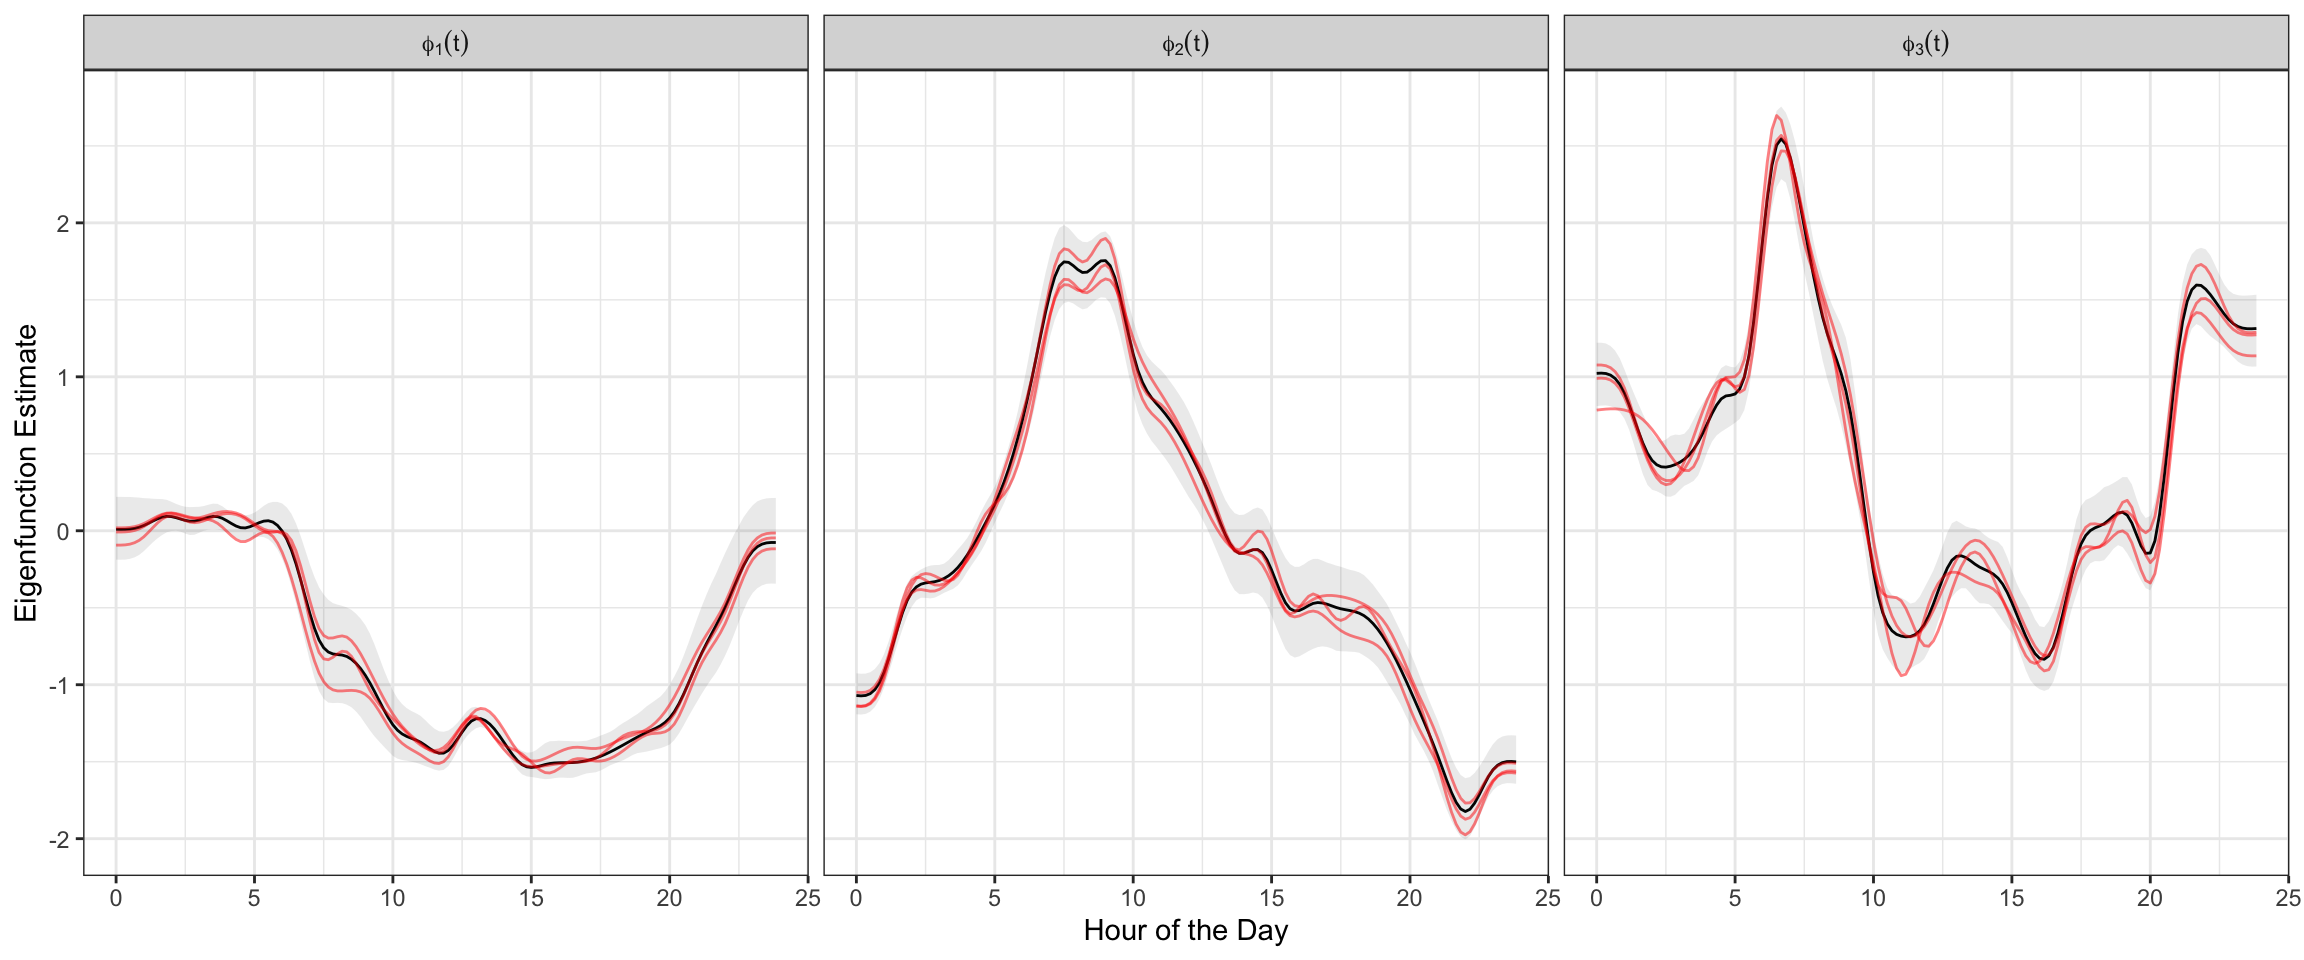 ϕ₁(t) ϕ₂(t) ϕ₃(t)
Eigenfunction Estimate
2
1
0
-1
-2
0 5 10 15 20 25 0 5 10 15 20 25 0 5 10 15 20 25
Hour of the Day